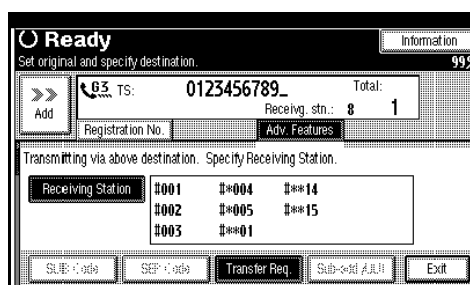 Ready
Information
Set original and specify destination.
Add
G3 TS: 0123456789_ Total:
Receivg. stn.: 8 1
Registration No. Adv. Features
Transmitting via above destination. Specify Receiving Station.
Receiving Station
#001 #*004 #**14
#002 #*005 #**15
#003 #**01
SUB Code SEP Code Transfer Req. Exit